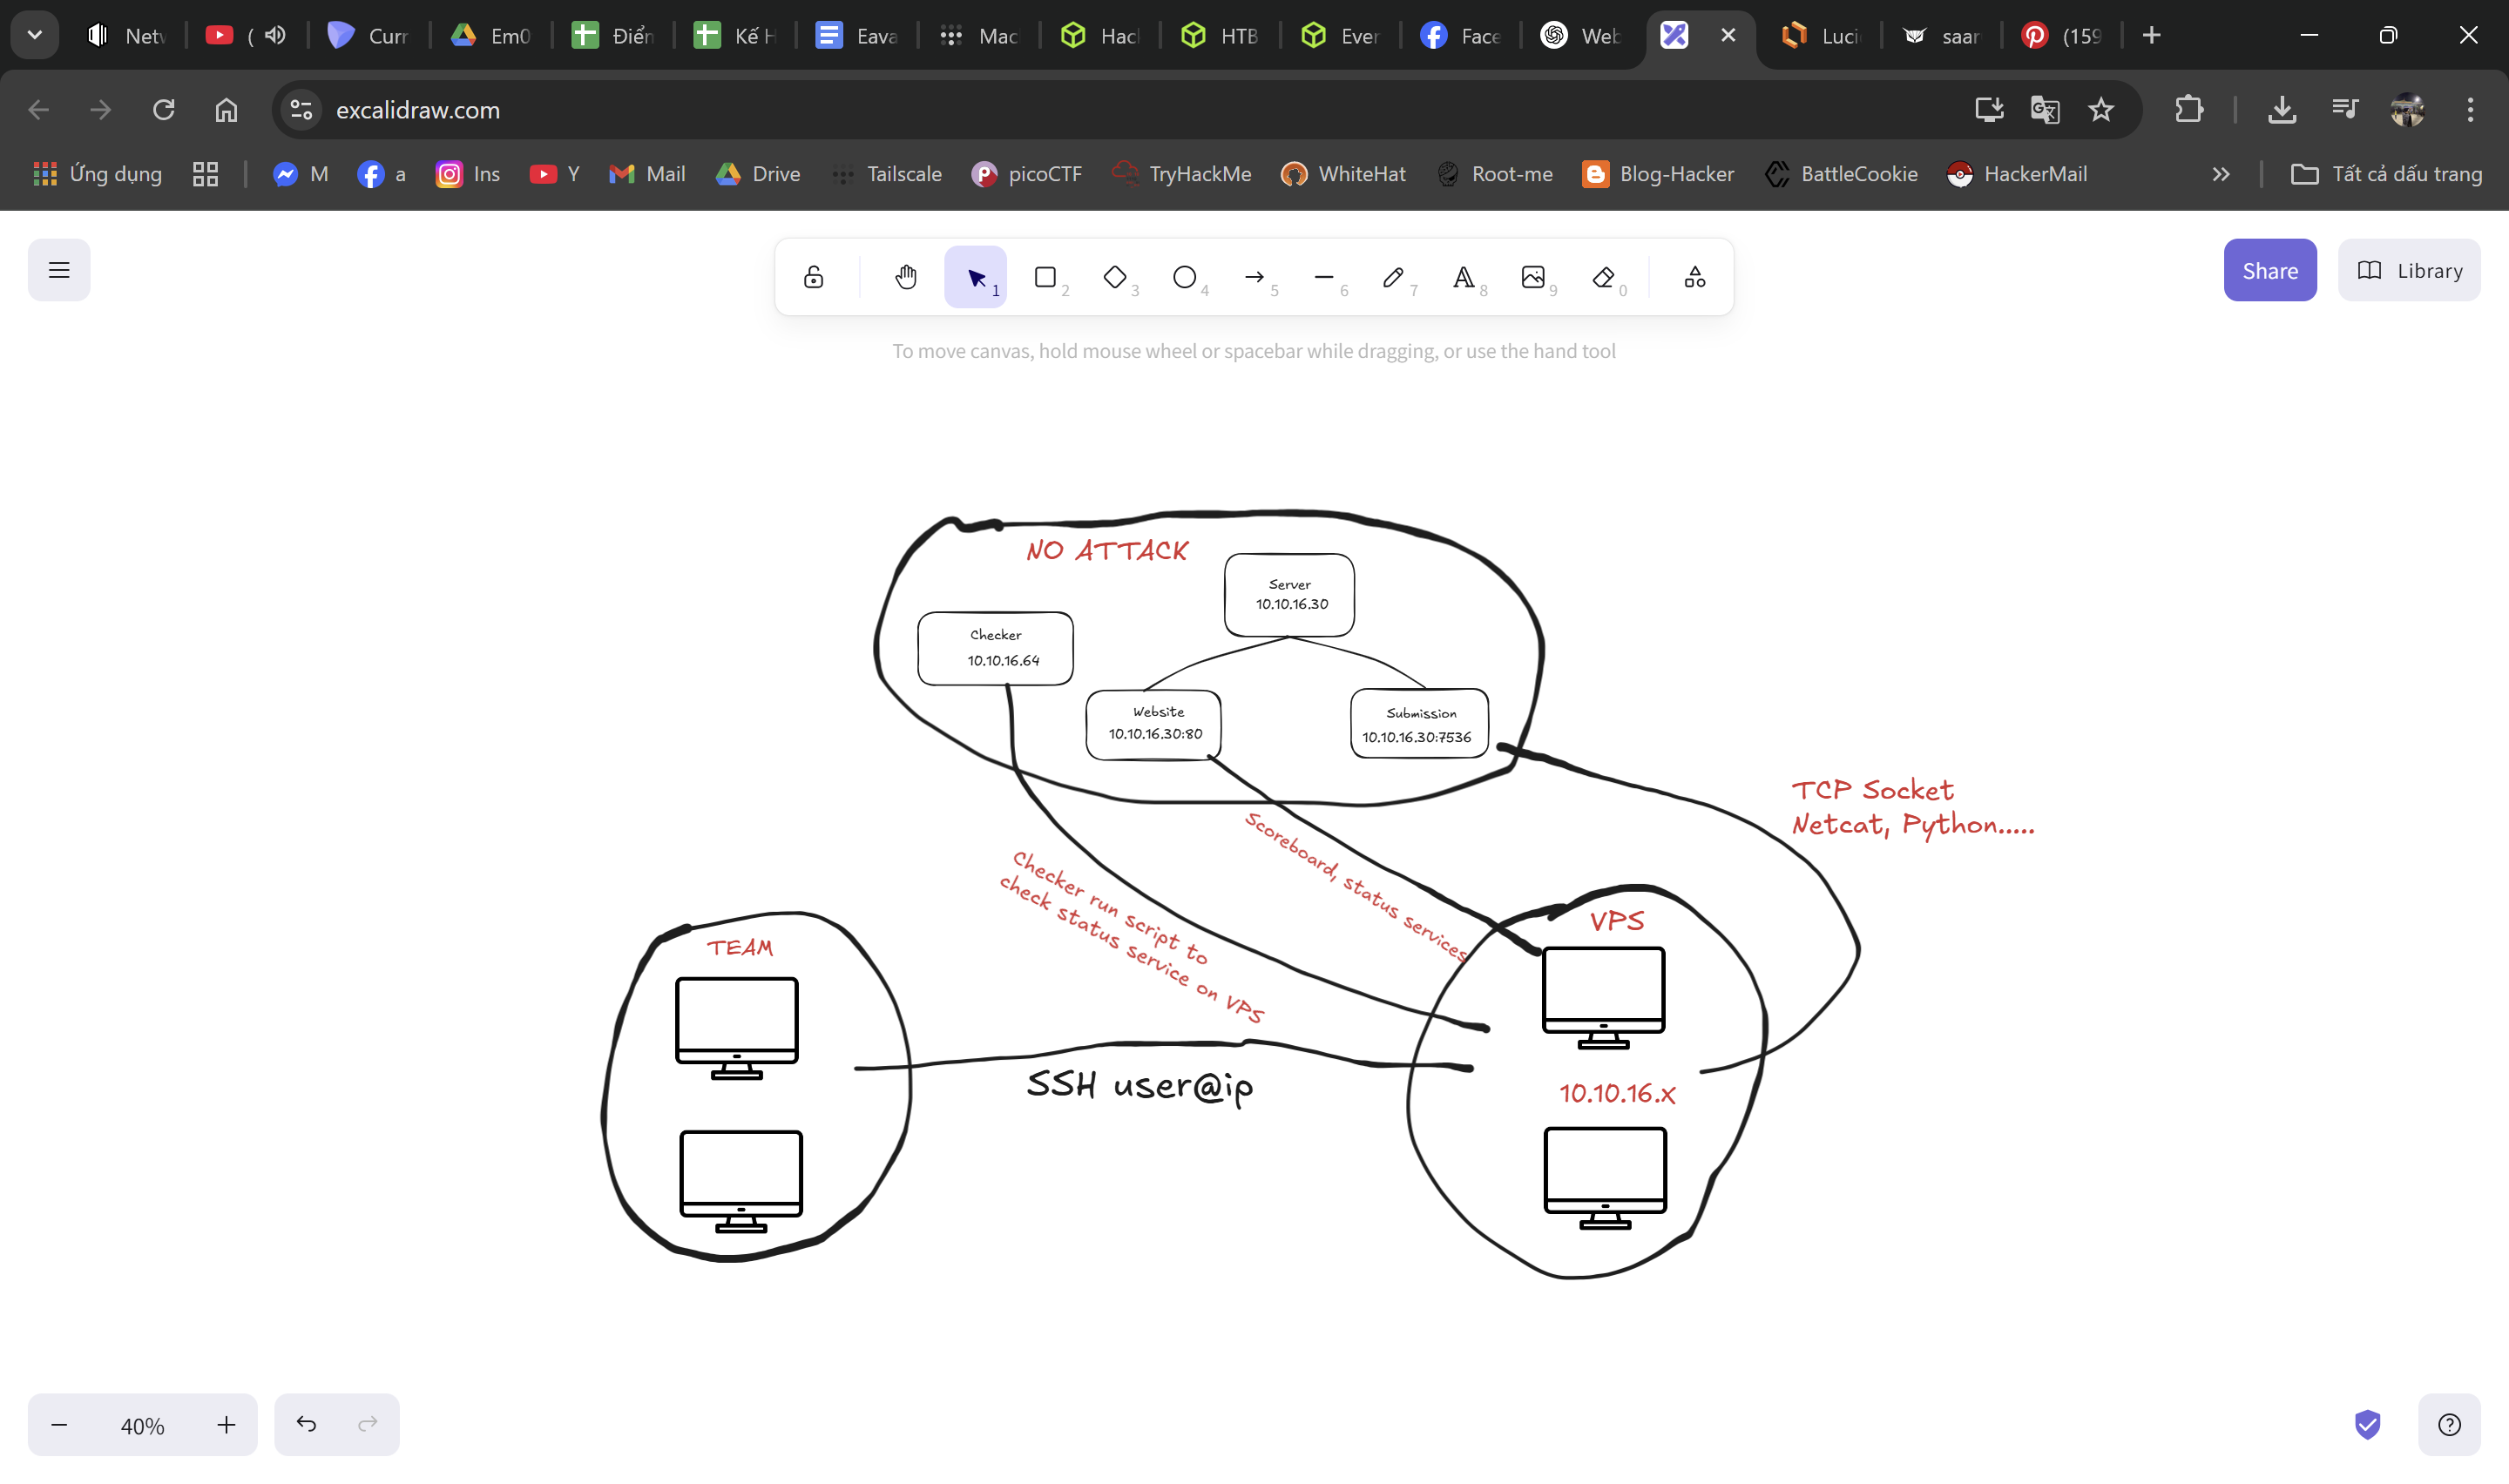 Netw
(
Curr
Em0
Điển
Kế H
Eava
Mac
Hacl
HTB
Ever
Face
Web
Luci
saar
(159
excalidraw.com
Ứng dụng
M
a
Ins
Y
Mail
Drive
Tailscale
picoCTF
TryHackMe
WhiteHat
Root-me
Blog-Hacker
BattleCookie
HackerMail
Tất cả dấu trang
1
2
3
4
5
6
7
8
9
0
Share
Library
To move canvas, hold mouse wheel or spacebar while dragging, or use the hand tool
NO ATTACK
Server
10.10.16.30
Checker
10.10.16.64
Website
10.10.16.30:80
Submission
10.10.16.30:7536
TCP Socket
Netcat, Python.....
Scoreboard, status services
Checker run script to
check status service on VPS
TEAM
VPS
SSH user@ip
10.10.16.x
40%